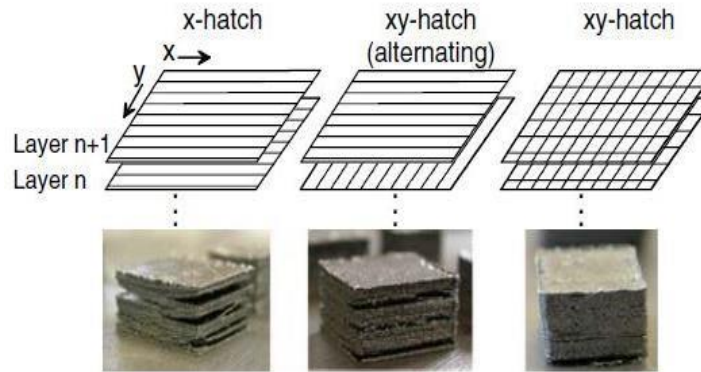 x-hatch
xy-hatch
(alternating)
xy-hatch
x
y
Layer n+1
Layer n